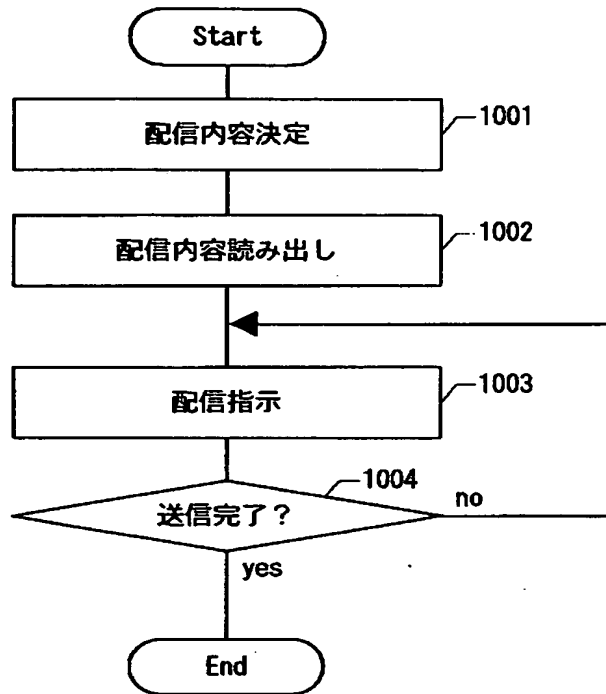 Start
配信内容決定
1001
配信内容読み出し
1002
配信指示
1003
送信完了？
1004
no
yes
End